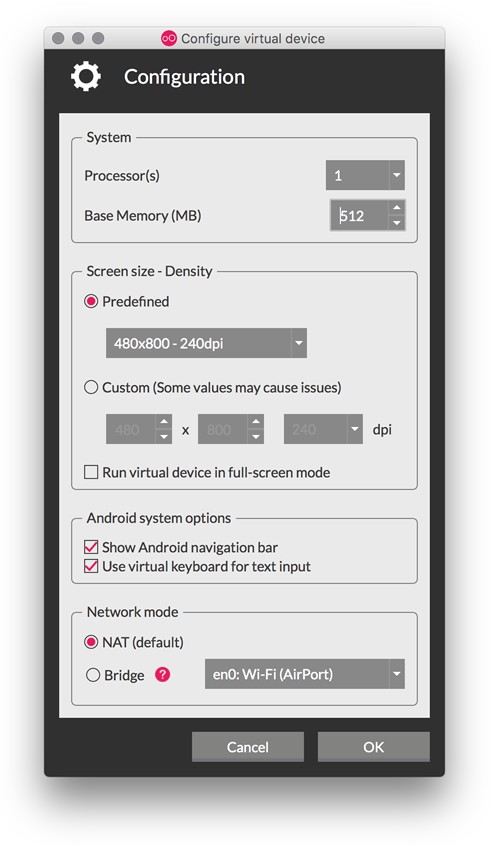 Configure virtual device
Configuration
System
Processor(s) 1
Base Memory (MB) 512
Screen size - Density
Predefined
480x800 - 240dpi
Custom (Some values may cause issues)
480 x 800 240 dpi
Run virtual device in full-screen mode
Android system options
Show Android navigation bar
Use virtual keyboard for text input
Network mode
NAT (default)
Bridge ? en0: Wi-Fi (AirPort)
Cancel OK